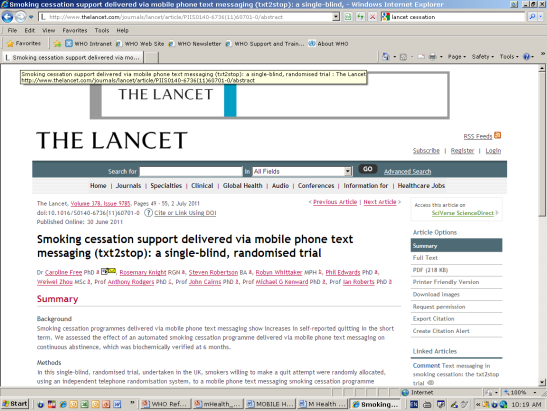 Smoking cessation support delivered via mobile phone text messaging (txt2stop): a single-blind, - Windows Internet Explorer
http://www.thelancet.com/journals/lancet/article/PIIS0140-6736(11)60701-0/abstract
lancet cessation
File Edit View Favorites Tools Help
Favorites WHO Intranet WHO Web Site WHO Newsletter WHO Support and Train... About WHO
Smoking cessation support delivered via mobile phone text mo... Page Safety Tools
Smoking cessation support delivered via mobile phone text messaging (txt2stop): a single-blind, randomised trial : The Lancet
http://www.thelancet.com/journals/lancet/article/PIIS0140-6736(11)60701-0/abstract
THE LANCET
THE LANCET
RSS Feeds
Subscribe | Register | Login
Search for in All Fields GO Advanced Search
Home | Journals | Specialties | Clinical | Global Health | Audio | Conferences | Information for | Healthcare Jobs
The Lancet, Volume 378, Issue 9785, Pages 49 - 55, 2 July 2011
< Previous Article | Next Article >
doi:10.1016/S0140-6736(11)60701-0 ? Cite or Link Using DOI
Published Online: 30 June 2011
Smoking cessation support delivered via mobile phone text
messaging (txt2stop): a single-blind, randomised trial
Dr Caroline Free PhD a, Rosemary Knight RGN a, Steven Robertson BA a, Robyn Whittaker MPH b, Phil Edwards PhD a,
Weiwei Zhou MSc b, Prof Anthony Rodgers PhD c, Prof John Cairns PhD a, Prof Michael G Kenward PhD a, Prof Ian Roberts PhD a
Summary
Background
Smoking cessation programmes delivered via mobile phone text messaging show increases in self-reported quitting in the short
term. We assessed the effect of an automated smoking cessation programme delivered via mobile phone text messaging on
continuous abstinence, which was biochemically verified at 6 months.
Methods
In this single-blind, randomised trial, undertaken in the UK, smokers willing to make a quit attempt were randomly allocated,
using an independent telephone randomisation system, to a mobile phone text messaging smoking cessation programme
Access this article on
SciVerse ScienceDirect >
Article Options
Summary
Full Text
PDF (218 KB)
Printer Friendly Version
Download Images
Request permission
Export Citation
Create Citation Alert
Linked Articles
Comment Text messaging in
smoking cessation: the txt2stop
trial
Internet 100%
Start WHO Ref... mHealth_... MOBILE H... M Health ... Smoking... EN 10:19 AM